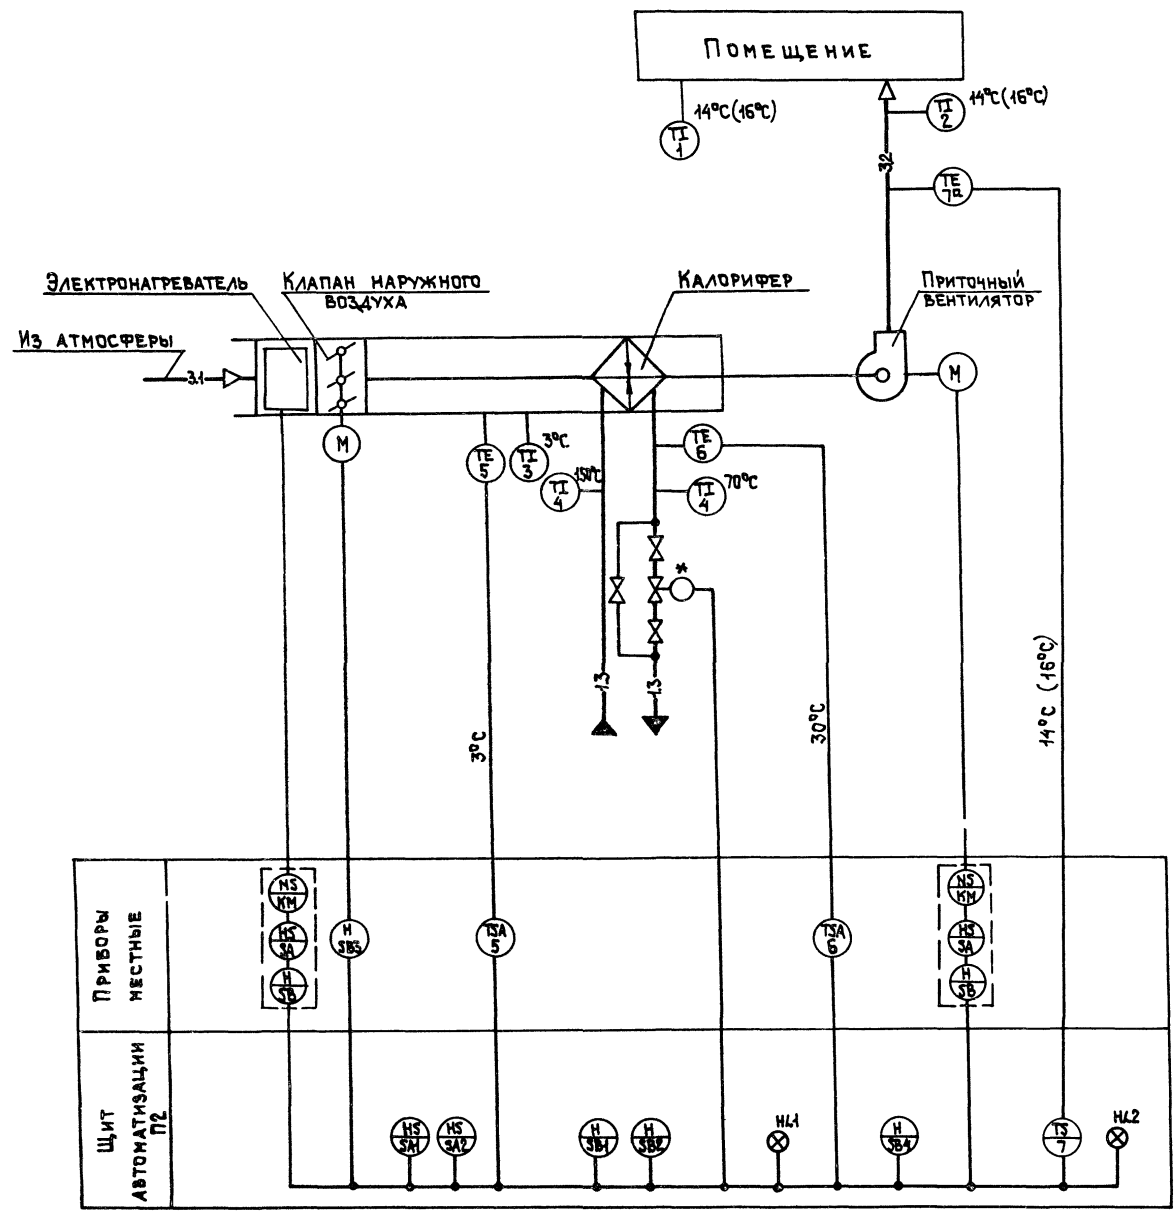 ПОМЕЩЕНИЕ
14°C (16°C)
TI
1
14°C (16°C)
TI
2
3.2
TE
7а
ЭЛЕКТРОНАГРЕВАТЕЛЬ
КЛАПАН НАРУЖНОГО
ВОЗДУХА
КАЛОРИФЕР
ПРИТОЧНЫЙ
ВЕНТИЛЯТОР
ИЗ АТМОСФЕРЫ
3.1
M
M
TE
5
TI
3
3°C
TE
6
TI
4
150°C
TI
4
70°C
*
1.3
1.3
3°C
30°C
14°C (16°C)
ПРИБОРЫ
МЕСТНЫЕ
NS
KM
HS
SA
H
SB
H
SB3
TSA
5
TSA
6
NS
KM
HS
SA
H
SB
ЩИТ
АВТОМАТИЗАЦИИ
П2
HS
SA1
HS
SA2
H
SB1
H
SB2
HL1
H
SB4
TS
7
HL2